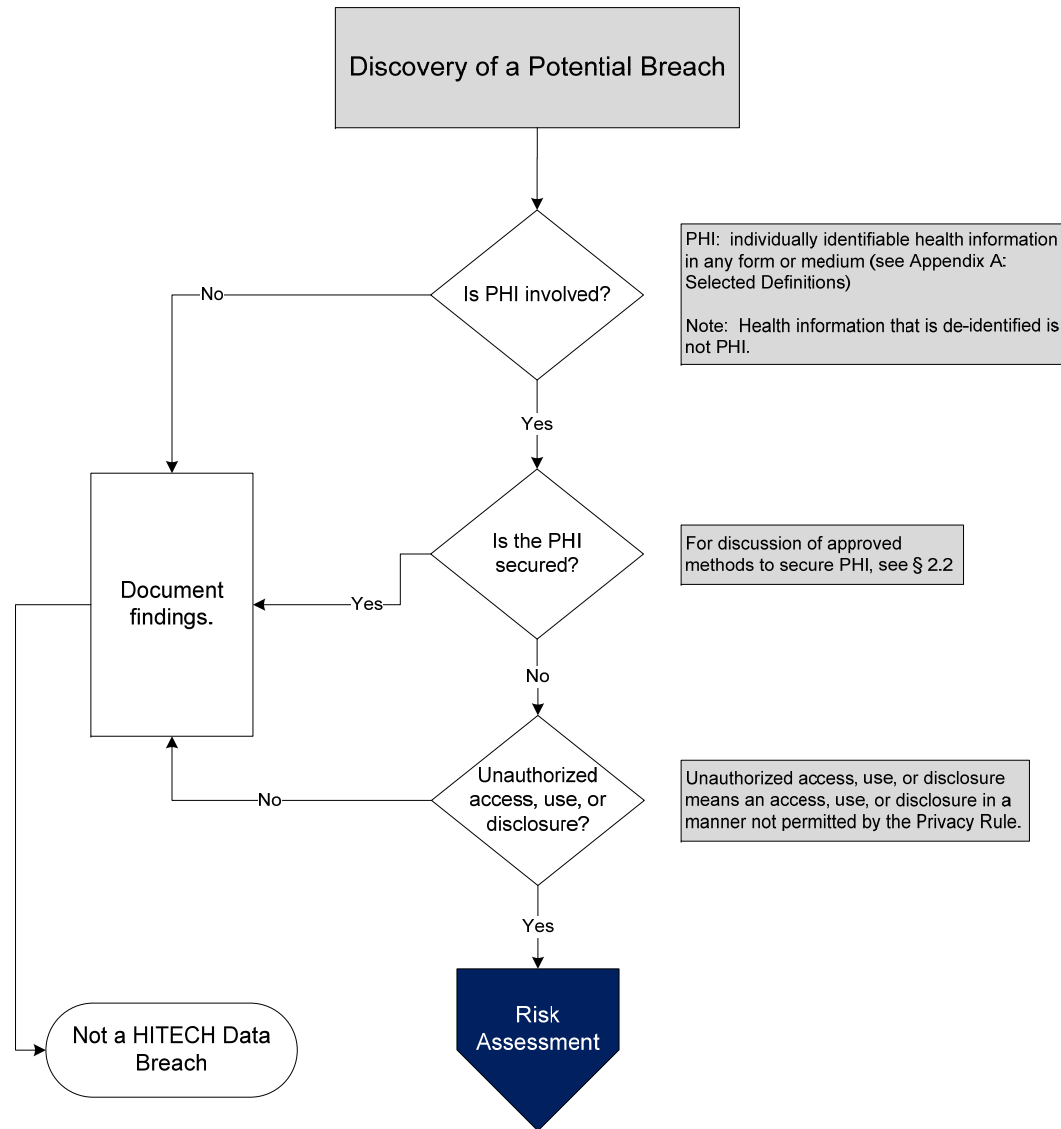 Discovery of a Potential Breach
Is PHI involved?
PHI: individually identifiable health information
in any form or medium (see Appendix A:
Selected Definitions)
Note: Health information that is de-identified is
not PHI.
No
Yes
Is the PHI
secured?
For discussion of approved
methods to secure PHI, see § 2.2
Document
findings.
Yes
No
Unauthorized
access, use, or
disclosure?
Unauthorized access, use, or disclosure
means an access, use, or disclosure in a
manner not permitted by the Privacy Rule.
No
Yes
Risk
Assessment
Not a HITECH Data
Breach